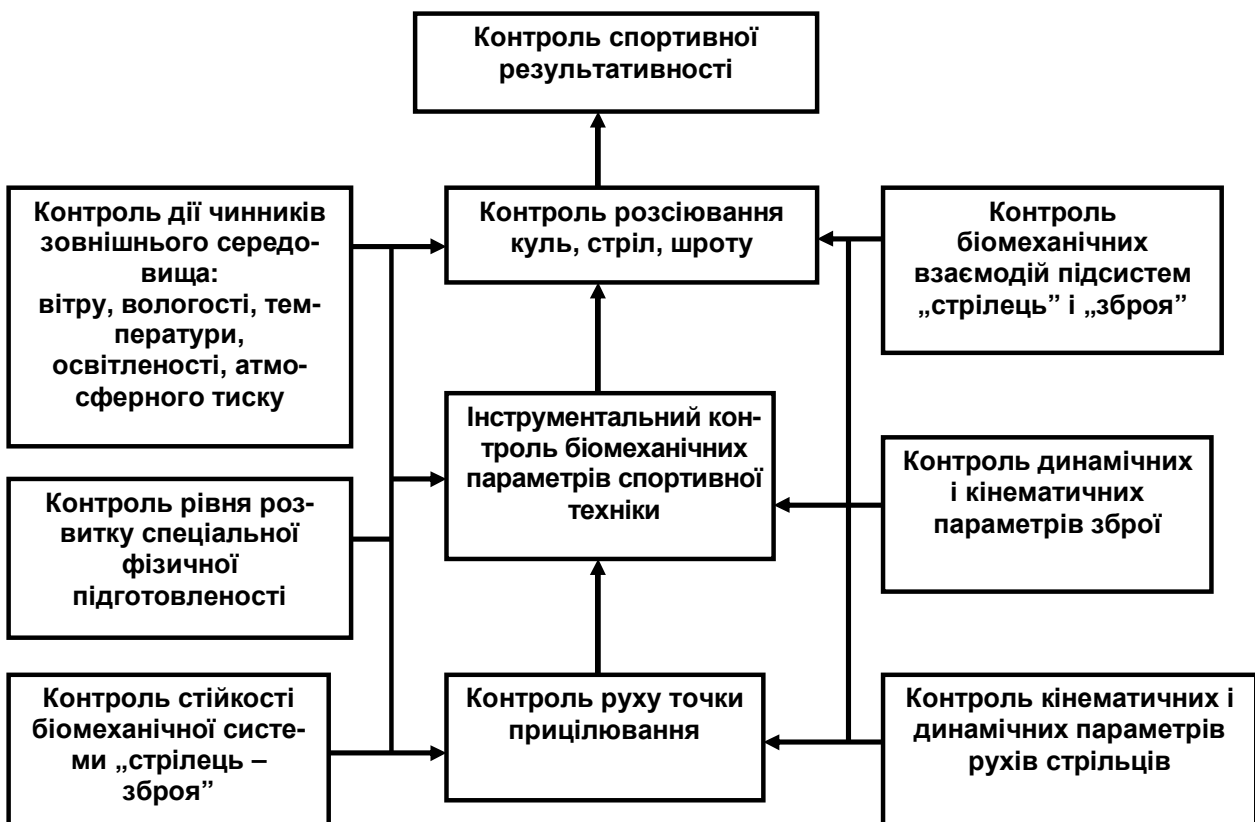 Контроль спортивної
результативності
Контроль дії чинників
зовнішнього середо-
вища:
вітру, вологості, тем-
ператури,
освітленості, атмо-
сферного тиску
Контроль розсіювання
куль, стріл, шроту
Контроль
біомеханічних
взаємодій підсистем
„стрілець” і „зброя”
Інструментальний кон-
троль біомеханічних
параметрів спортивної
техніки
Контроль динамічних
і кінематичних
параметрів зброї
Контроль рівня роз-
витку спеціальної
фізичної
підготовленості
Контроль стійкості
біомеханічної систе-
ми „стрілець –
зброя”
Контроль руху точки
прицілювання
Контроль кінематичних і
динамічних параметрів
рухів стрільців